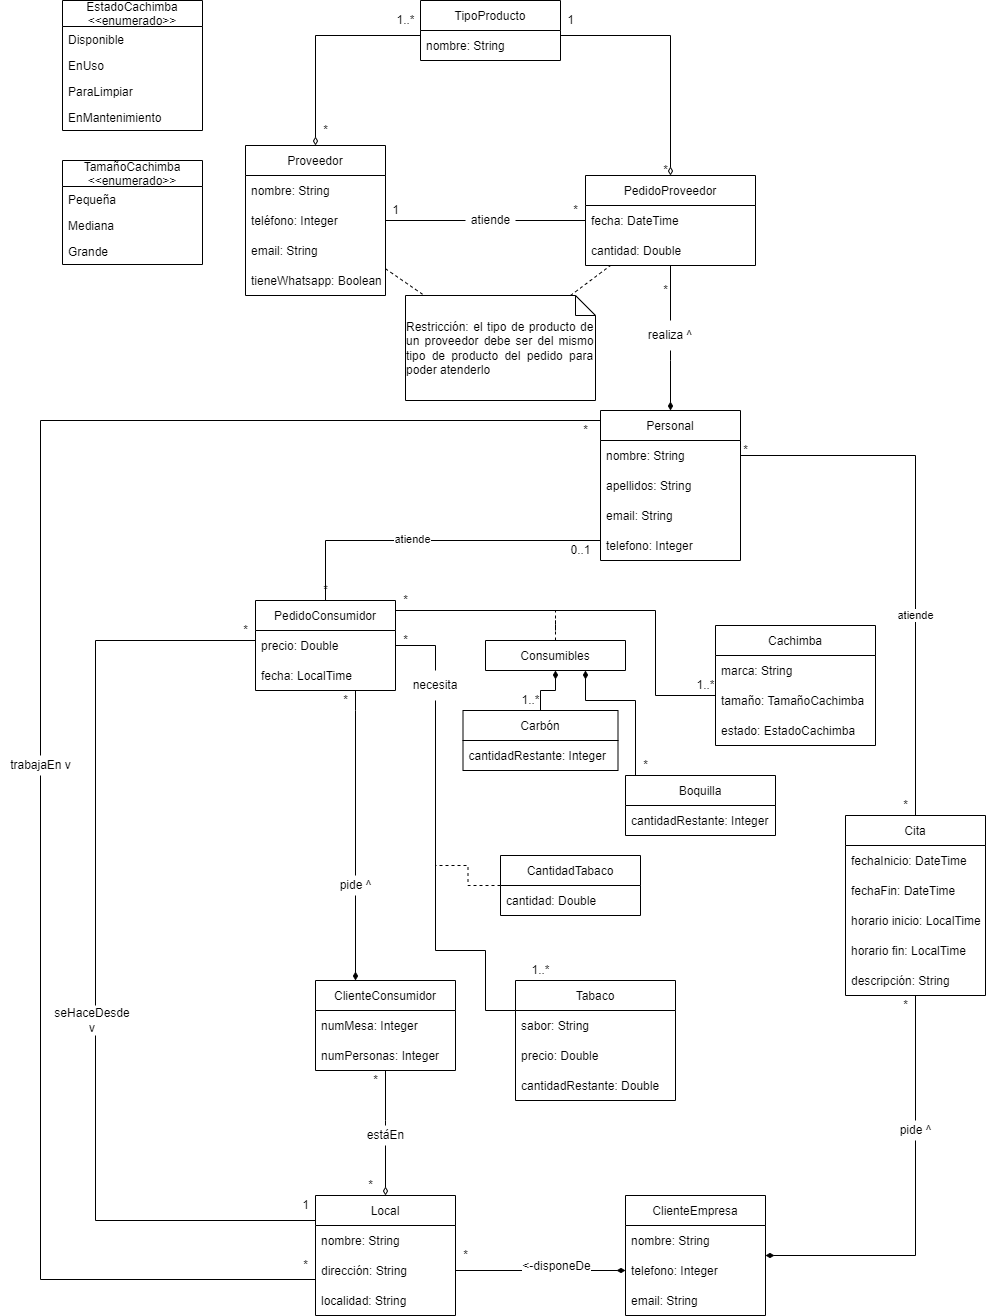 EstadoCachimba
<<enumerado>>
Disponible
EnUso
ParaLimpiar
EnMantenimiento
TamañoCachimba
<<enumerado>>
Pequeña
Mediana
Grande
1..*
TipoProducto
1
nombre: String
*
*
Proveedor
nombre: String
teléfono: Integer
email: String
tieneWhatsapp: Boolean
1
atiende
*
PedidoProveedor
fecha: DateTime
cantidad: Double
*
realiza ^
Restricción: el tipo de producto de
un proveedor debe ser del mismo
tipo de producto del pedido para
poder atenderlo
*
Personal
*
nombre: String
apellidos: String
email: String
telefono: Integer
atiende
0..1
*
PedidoConsumidor
precio: Double
fecha: LocalTime
*
*
*
*
necesita
Consumibles
1..*
Carbón
cantidadRestante: Integer
*
Boquilla
cantidadRestante: Integer
1..*
Cachimba
marca: String
tamaño: TamañoCachimba
estado: EstadoCachimba
atiende
*
trabajaEn v
Cita
fechaInicio: DateTime
fechaFin: DateTime
horario inicio: LocalTime
horario fin: LocalTime
descripción: String
*
CantidadTabaco
cantidad: Double
pide ^
1..*
ClienteConsumidor
numMesa: Integer
numPersonas: Integer
*
Tabaco
sabor: String
precio: Double
cantidadRestante: Double
seHaceDesde
v
estáEn
pide ^
*
1
Local
nombre: String
dirección: String
localidad: String
*
*
<-disponeDe
ClienteEmpresa
nombre: String
telefono: Integer
email: String